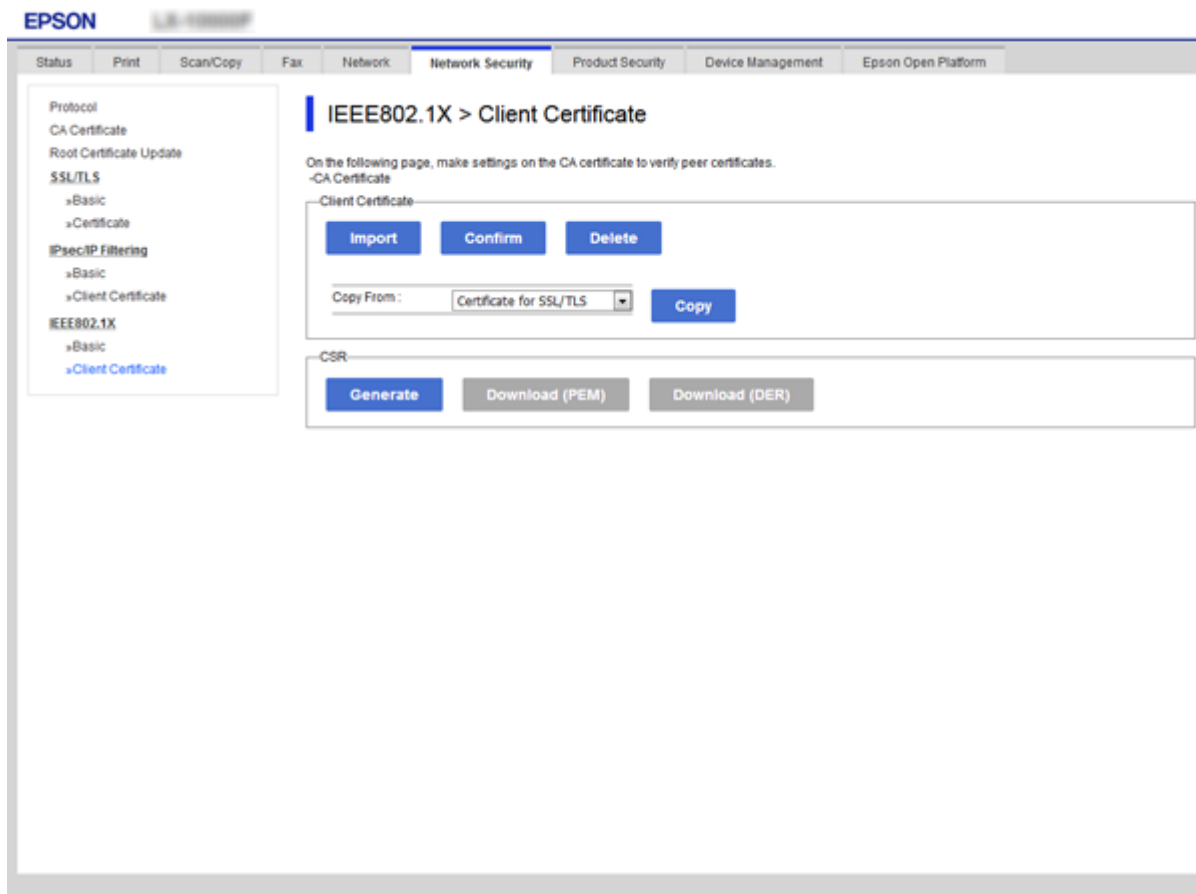 EPSON
Status Print Scan/Copy Fax Network Network Security Product Security Device Management Epson Open Platform
Protocol
CA Certificate
Root Certificate Update
SSL/TLS
»Basic
»Certificate
IPsec/IP Filtering
»Basic
»Client Certificate
IEEE802.1X
»Basic
»Client Certificate
IEEE802.1X > Client Certificate
On the following page, make settings on the CA certificate to verify peer certificates.
-CA Certificate
Client Certificate
Import Confirm Delete
Copy From : Certificate for SSL/TLS Copy
CSR
Generate Download (PEM) Download (DER)